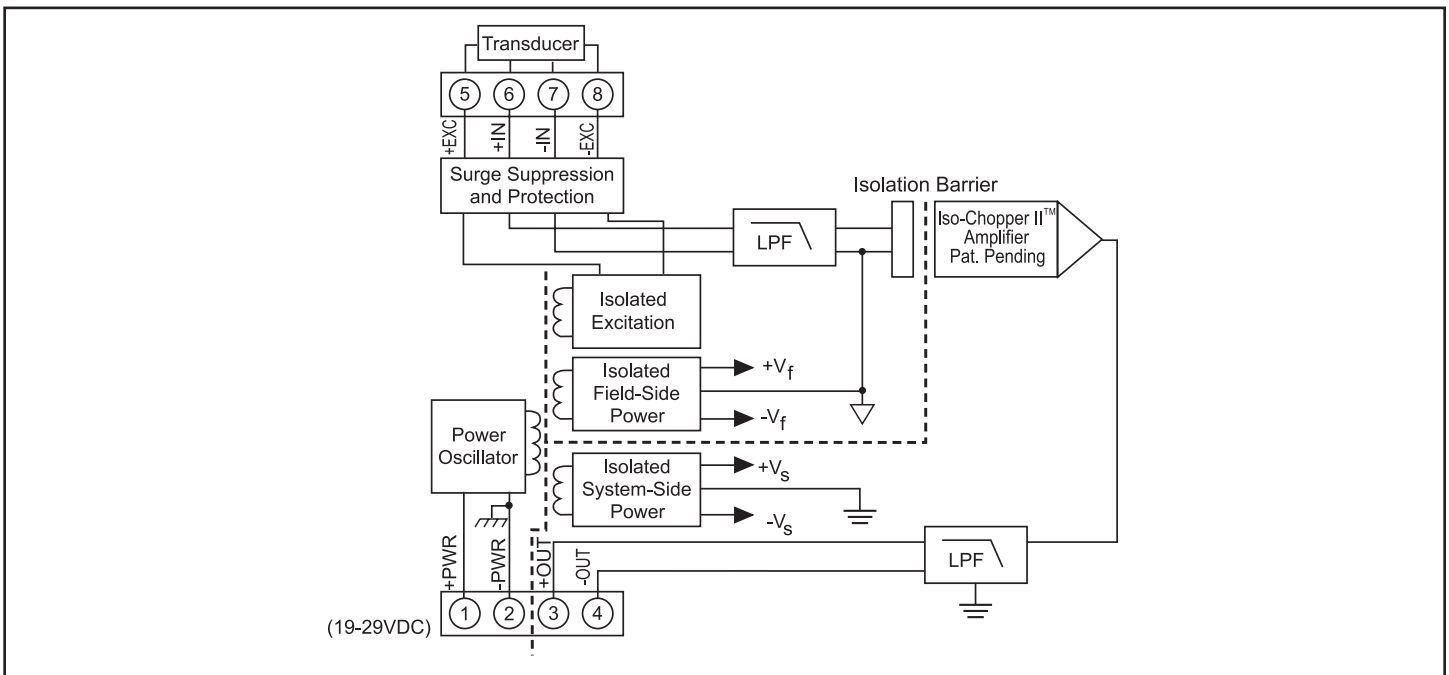 Transducer
5 6 7 8
+EXC
+IN
-IN
-EXC
Surge Suppression
and Protection
LPF
Isolation Barrier
Iso-Chopper II™
Amplifier
Pat. Pending
Isolated
Excitation
Isolated
Field-Side
Power
+Vf
-Vf
Power
Oscillator
Isolated
System-Side
Power
+Vs
-Vs
+PWR
-PWR
+OUT
-OUT
LPF
(19-29VDC)
1 2 3 4